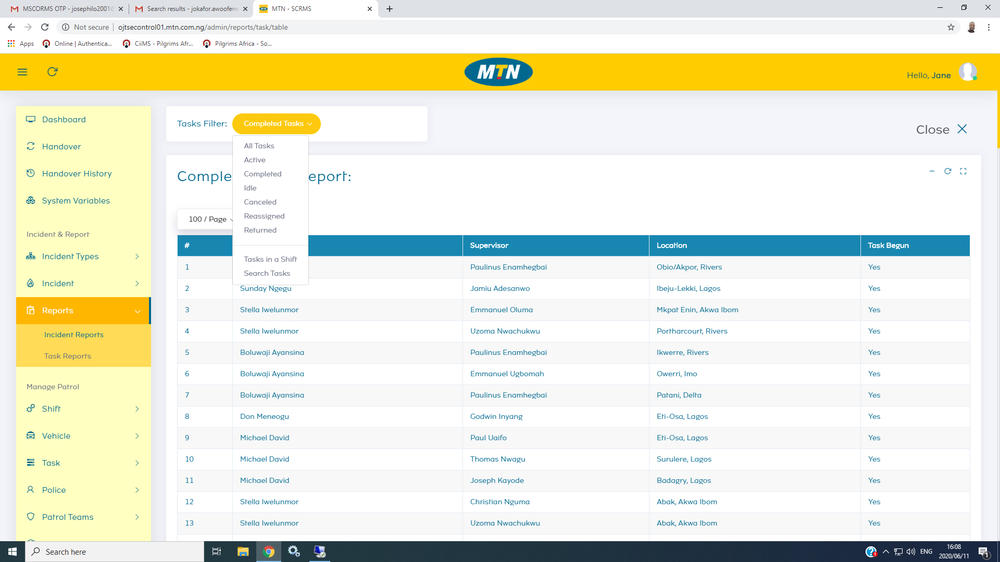 MSCORMS OTP - josephilo2001@
Search results - jokafor.awoofene
MTN - SCRMS
Not secure
ojtsecontrol01.mtn.com.ng/admin/reports/task/table
Apps
Online | Authentica...
CiiMS - Pilgrims Afr...
Pilgrims Africa - So...
MTN
Hello, Jane
Dashboard
Handover
Handover History
System Variables
Incident & Report
Incident Types
Incident
Reports
Incident Reports
Task Reports
Manage Patrol
Shift
Vehicle
Task
Police
Patrol Teams
Tasks Filter: Completed Tasks
Close
All Tasks
Active
Completed
Idle
Canceled
Reassigned
Returned
Tasks in a Shift
Search Tasks
Comple eport:
100 / Page
# Supervisor Location Task Begun
1 Paulinus Enamhegbai Obio/Akpor, Rivers Yes
2 Sunday Ngegu Jamiu Adesanwo Ibeju-Lekki, Lagos Yes
3 Stella Iwelunmor Emmanuel Oluma Mkpat Enin, Akwa Ibom Yes
4 Stella Iwelunmor Uzoma Nwachukwu Portharcourt, Rivers Yes
5 Boluwaji Ayansina Paulinus Enamhegbai Ikwerre, Rivers Yes
6 Boluwaji Ayansina Emmanuel Ugbomah Owerri, Imo Yes
7 Boluwaji Ayansina Paulinus Enamhegbai Patani, Delta Yes
8 Don Meneogu Godwin Inyang Eti-Osa, Lagos Yes
9 Michael David Paul Uaifo Eti-Osa, Lagos Yes
10 Michael David Thomas Nwagu Surulere, Lagos Yes
11 Michael David Joseph Kayode Badagry, Lagos Yes
12 Stella Iwelunmor Christian Nguma Abak, Akwa Ibom Yes
13 Stella Iwelunmor Uzoma Nwachukwu Abak, Akwa Ibom Yes
Search here
ENG
16:08
2020/06/11
1